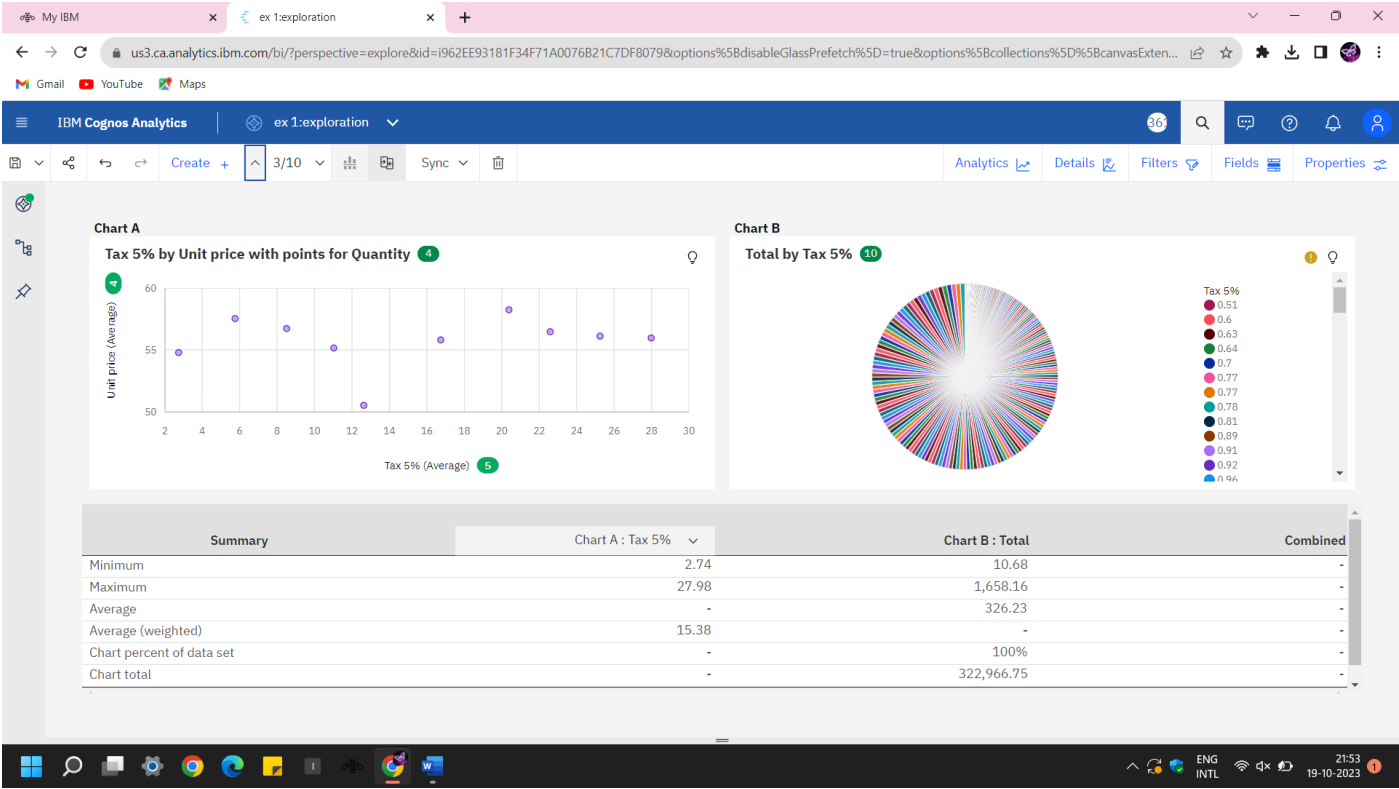 My IBM
ex 1:exploration
us3.ca.analytics.ibm.com/bi/?perspective=explore&id=i962EE93181F34F71A0076B21C7DF8079&options%5BdisableGlassPrefetch%5D=true&options%5Bcollections%5D%5BcanvasExten...
Gmail YouTube Maps
IBM Cognos Analytics ex 1:exploration 361
Create + 3/10 Sync Analytics Details Filters Fields Properties
Chart A
Tax 5% by Unit price with points for Quantity 4
4
Unit price (Average)
60
55
50
2 4 6 8 10 12 14 16 18 20 22 24 26 28 30
Tax 5% (Average) 5
Chart B
Total by Tax 5% 10
Tax 5%
0.51
0.6
0.63
0.64
0.7
0.77
0.77
0.78
0.81
0.89
0.91
0.92
0.96
Summary Chart A : Tax 5% Chart B : Total Combined
Minimum 2.74 10.68 -
Maximum 27.98 1,658.16 -
Average - 326.23 -
Average (weighted) 15.38 - -
Chart percent of data set - 100% -
Chart total - 322,966.75 -
ENG
INTL
21:53
19-10-2023
1